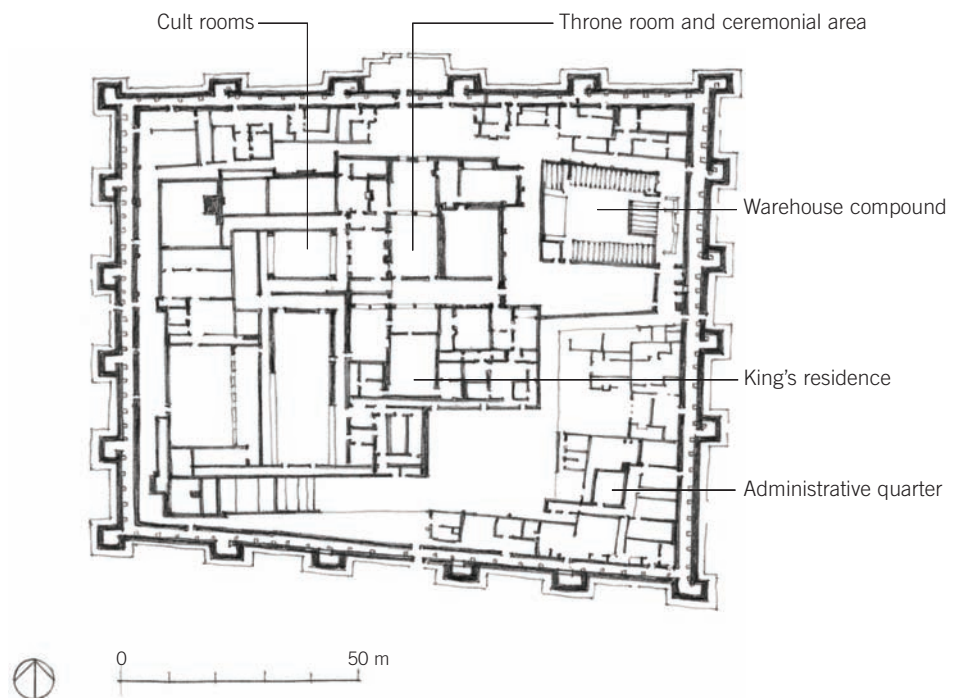 Cult rooms
Throne room and ceremonial area
Warehouse compound
King’s residence
Administrative quarter
0
50 m